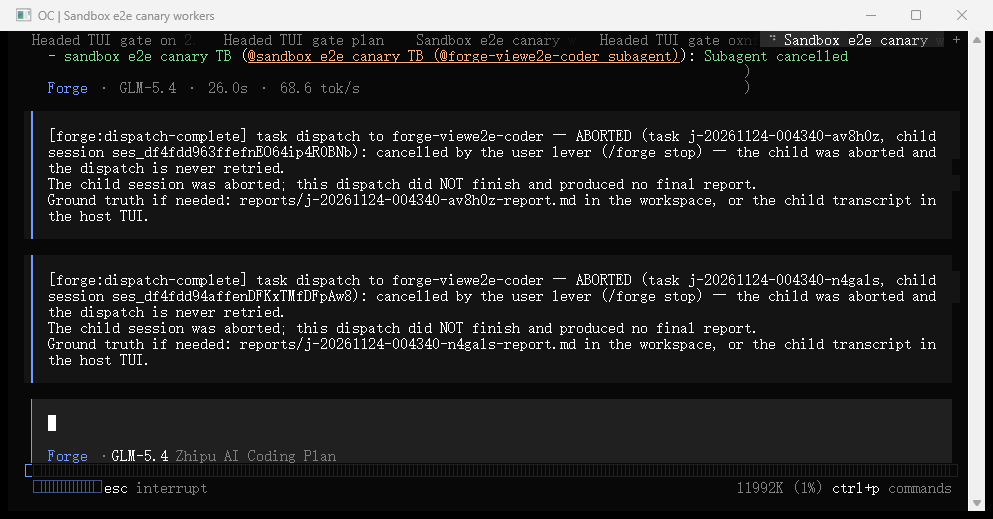 OC | Sandbox e2e canary workers
Headed TUI gate on 2 Headed TUI gate plan Sandbox e2e canary Headed TUI gate oxn Sandbox e2e canary w +
- sandbox e2e canary TB (@sandbox e2e canary TB (@forge-viewe2e-coder subagent)): Subagent cancelled
)
Forge · GLM-5.4 · 26.0s · 68.6 tok/s )
[forge:dispatch-complete] task dispatch to forge-viewe2e-coder — ABORTED (task j-20261124-004340-av8h0z, child
session ses_df4fdd963ffefnEO64ip4R0BNb): cancelled by the user lever (/forge stop) — the child was aborted and
the dispatch is never retried.
The child session was aborted; this dispatch did NOT finish and produced no final report.
Ground truth if needed: reports/j-20261124-004340-av8h0z-report.md in the workspace, or the child transcript in
the host TUI.
[forge:dispatch-complete] task dispatch to forge-viewe2e-coder — ABORTED (task j-20261124-004340-n4gals, child
session ses_df4fdd94affenDFKxTMfDFpAw8): cancelled by the user lever (/forge stop) — the child was aborted and
the dispatch is never retried.
The child session was aborted; this dispatch did NOT finish and produced no final report.
Ground truth if needed: reports/j-20261124-004340-n4gals-report.md in the workspace, or the child transcript in
the host TUI.
Forge · GLM-5.4 Zhipu AI Coding Plan
esc interrupt 11992K (1%) ctrl+p commands